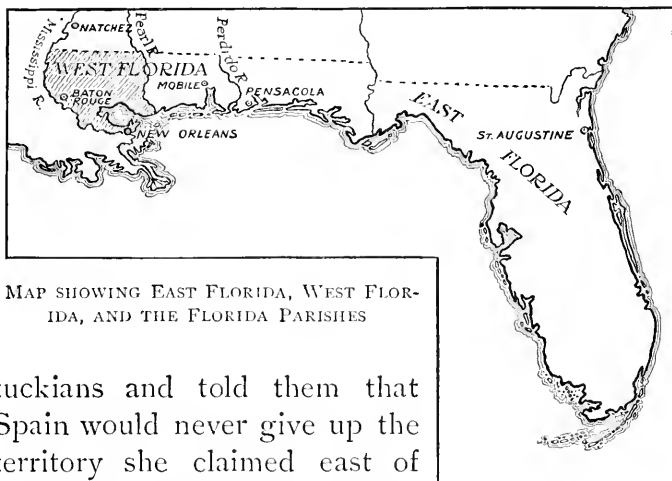 NATCHEZ
Mississippi R.
Pearl R.
Perdido R.
WEST FLORIDA
MOBILE
BATON
ROUGE
PENSACOLA
NEW ORLEANS
EAST
FLORIDA
ST. AUGUSTINE
MAP SHOWING EAST FLORIDA, WEST FLOR-
IDA, AND THE FLORIDA PARISHES
tuckians and told them that
Spain would never give up the
territory she claimed east of